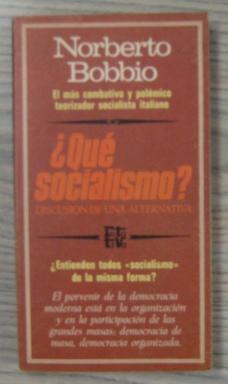 Norberto
Bobbio
El más combativo y polémico
teorizador socialista italiano
¿Qué
socialismo?
DISCUSION DE UNA ALTERNATIVA
¿Entienden todos «socialismo»
de la misma forma?
El porvenir de la democracia
moderna está en la organización
y en la participación de las
grandes masas: democracia de
masa, democracia organizada.